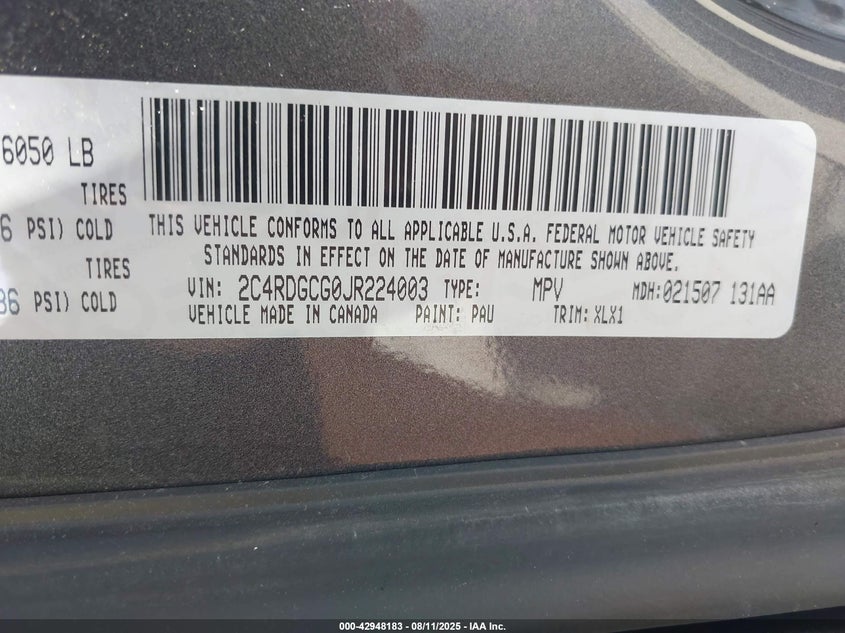 6050 LB
TIRES
6 PSI) COLD
TIRES
36 PSI) COLD
THIS VEHICLE CONFORMS TO ALL APPLICABLE U.S.A. FEDERAL MOTOR VEHICLE SAFETY
STANDARDS IN EFFECT ON THE DATE OF MANUFACTURE SHOWN ABOVE.
VIN: 2C4RDGCG0JR224003 TYPE: MPV MDH:021507 131AA
VEHICLE MADE IN CANADA PAINT: PAU TRIM: XLX1
000-42948183 - 08/11/2025 - IAA Inc.